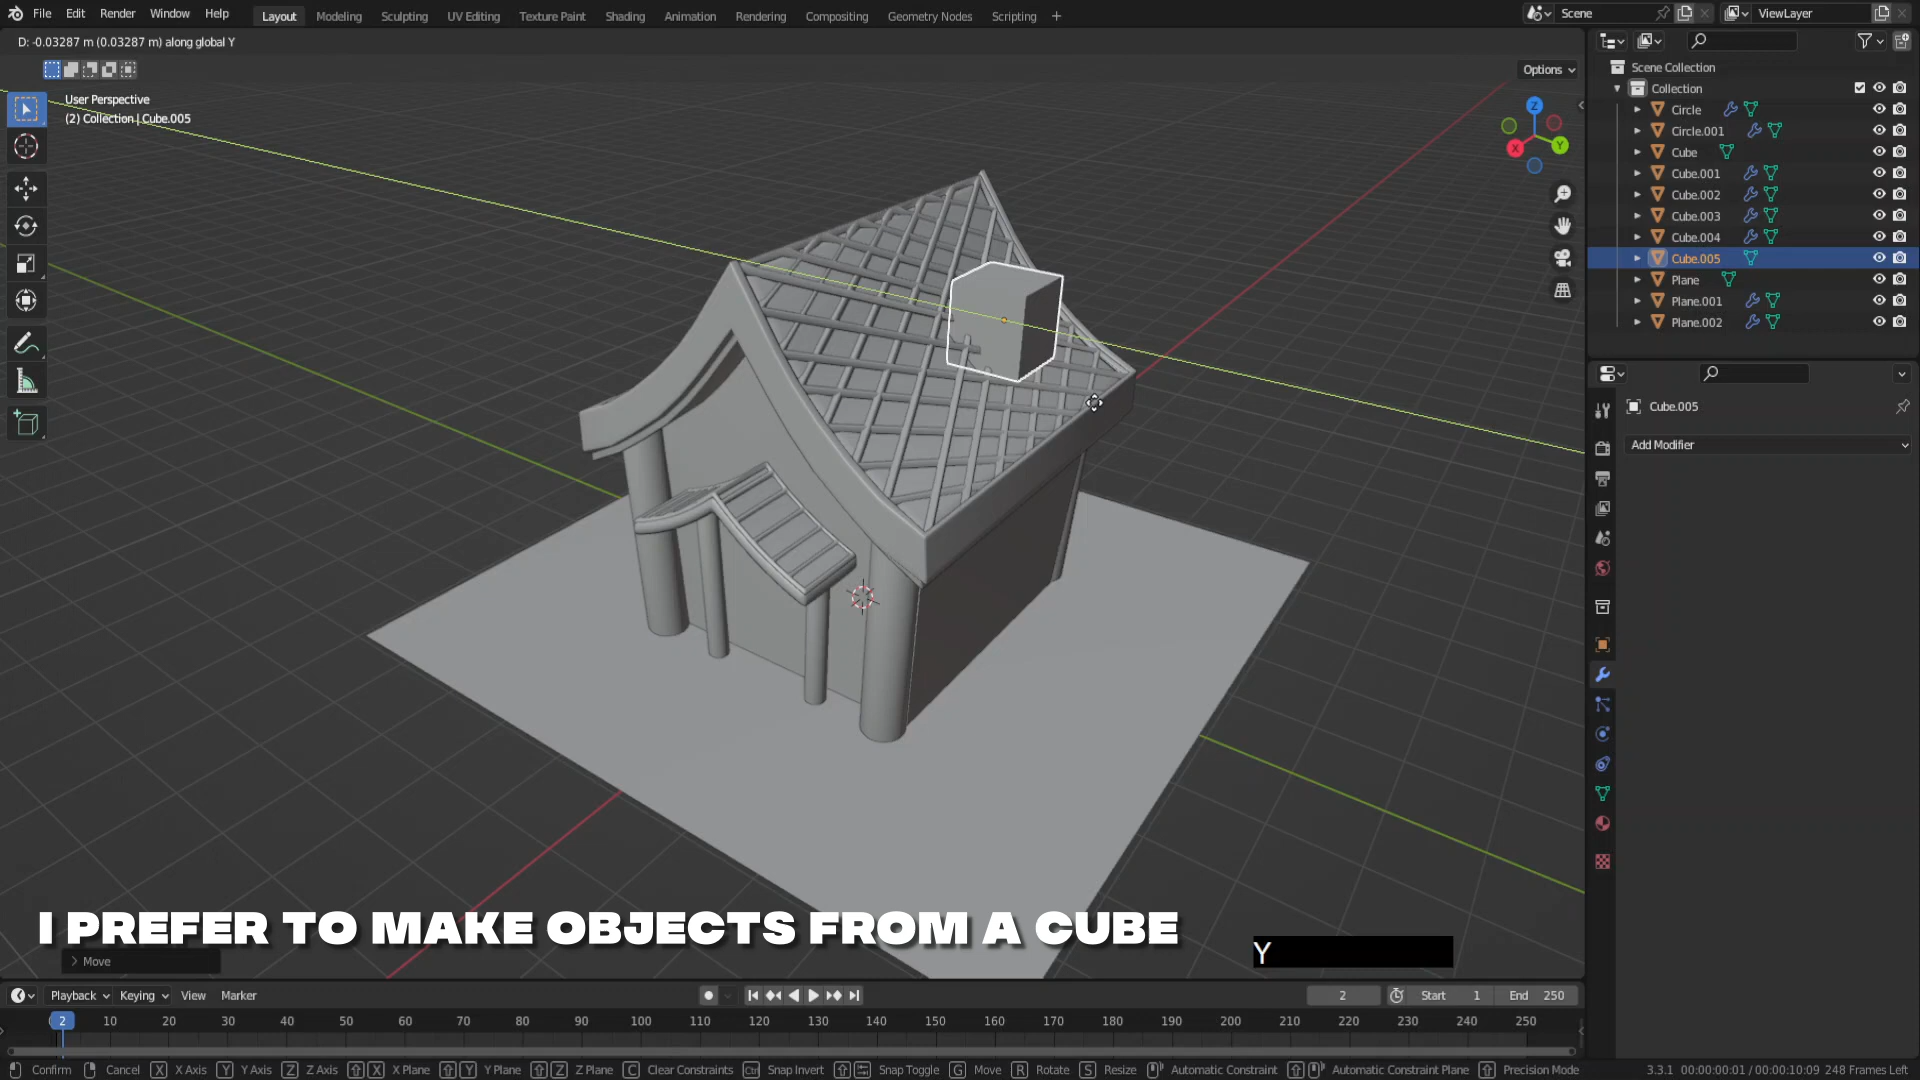 File Edit Render Window Help Layout Modeling Sculpting UV Editing Texture Paint Shading Animation Rendering Compositing Geometry Nodes Scripting + Scene ViewLayer
D: -0.03287 m (0.03287 m) along global Y
Options
User Perspective
(2) Collection | Cube.005
Z
Y
X
Scene Collection
Collection
Circle
Circle.001
Cube
Cube.001
Cube.002
Cube.003
Cube.004
Cube.005
Plane
Plane.001
Plane.002
Cube.005
Add Modifier
I PREFER TO MAKE OBJECTS FROM A CUBE
Y
Move
Playback Keying View Marker 2 Start 1 End 250
2 10 20 30 40 50 60 70 80 90 100 110 120 130 140 150 160 170 180 190 200 210 220 230 240 250
Confirm Cancel X X Axis Y Y Axis Z Z Axis X X Plane Y Y Plane Z Z Plane C Clear Constraints Ctrl Snap Invert Snap Toggle G Move R Rotate S Resize Automatic Constraint Automatic Constraint Plane Precision Mode 3.3.1 00:00:00:01 / 00:00:10:09 248 Frames Left